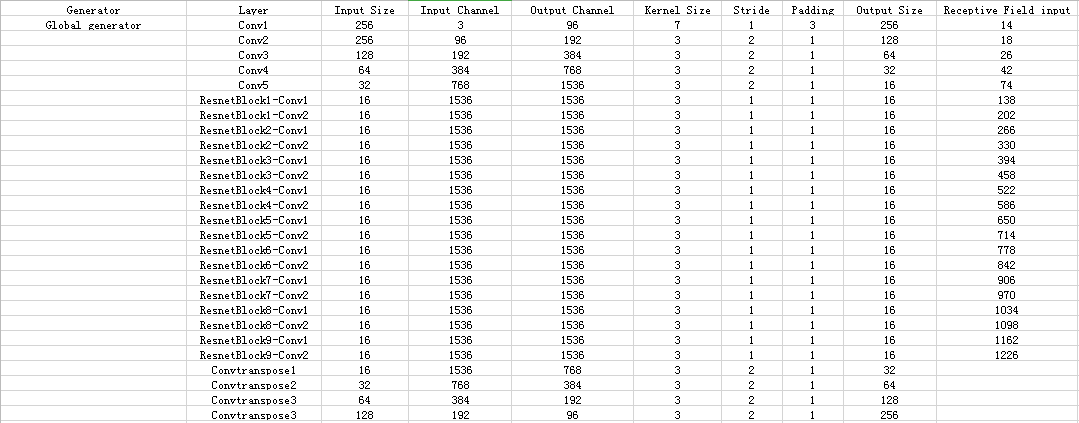 Generator Layer Input Size Input Channel Output Channel Kernel Size Stride Padding Output Size Receptive Field input
Global generator Conv1 256 3 96 7 1 3 256 14
Conv2 256 96 192 3 2 1 128 18
Conv3 128 192 384 3 2 1 64 26
Conv4 64 384 768 3 2 1 32 42
Conv5 32 768 1536 3 2 1 16 74
ResnetBlock1-Conv1 16 1536 1536 3 1 1 16 138
ResnetBlock1-Conv2 16 1536 1536 3 1 1 16 202
ResnetBlock2-Conv1 16 1536 1536 3 1 1 16 266
ResnetBlock2-Conv2 16 1536 1536 3 1 1 16 330
ResnetBlock3-Conv1 16 1536 1536 3 1 1 16 394
ResnetBlock3-Conv2 16 1536 1536 3 1 1 16 458
ResnetBlock4-Conv1 16 1536 1536 3 1 1 16 522
ResnetBlock4-Conv2 16 1536 1536 3 1 1 16 586
ResnetBlock5-Conv1 16 1536 1536 3 1 1 16 650
ResnetBlock5-Conv2 16 1536 1536 3 1 1 16 714
ResnetBlock6-Conv1 16 1536 1536 3 1 1 16 778
ResnetBlock6-Conv2 16 1536 1536 3 1 1 16 842
ResnetBlock7-Conv1 16 1536 1536 3 1 1 16 906
ResnetBlock7-Conv2 16 1536 1536 3 1 1 16 970
ResnetBlock8-Conv1 16 1536 1536 3 1 1 16 1034
ResnetBlock8-Conv2 16 1536 1536 3 1 1 16 1098
ResnetBlock9-Conv1 16 1536 1536 3 1 1 16 1162
ResnetBlock9-Conv2 16 1536 1536 3 1 1 16 1226
Convtranspose1 16 1536 768 3 2 1 32
Convtranspose2 32 768 384 3 2 1 64
Convtranspose3 64 384 192 3 2 1 128
Convtranspose3 128 192 96 3 2 1 256